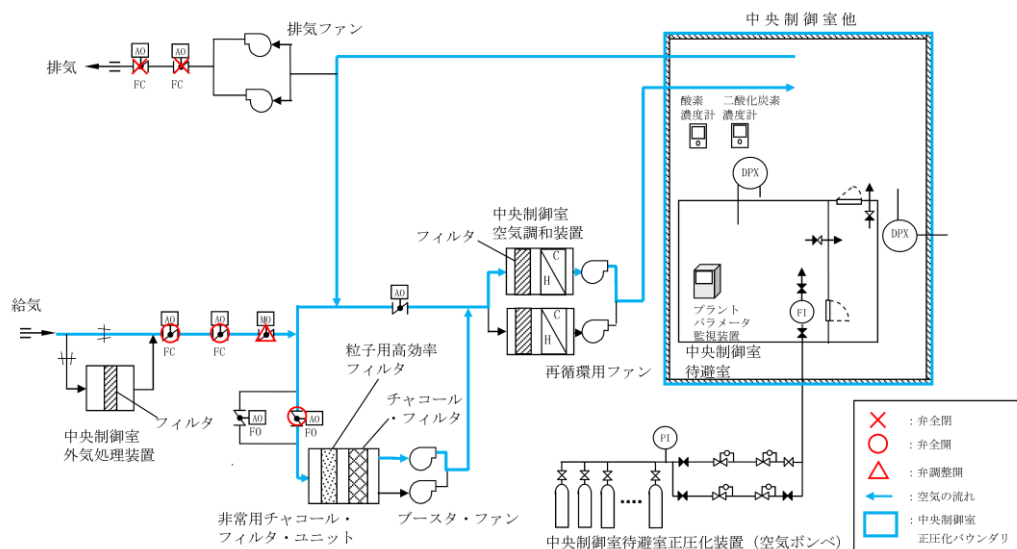 中央制御室他
排気ファン
AO
AO
排気
FC
FC
酸素
濃度計
二酸化炭素
濃度計
DPX
DPX
中央制御室
空気調和装置
フィルタ
C
H
C
H
再循環用ファン
プラント
パラメータ
監視装置
中央制御室
待避室
FI
給気
AO
AO
MO
AO
FC
FC
フィルタ
中央制御室
外気処理装置
粒子用高効率
フィルタ
チャコール
・フィルタ
AO
FO
AO
FO
非常用チャコール・
フィルタ・ユニット
ブースタ・ファン
PI
中央制御室待避室正圧化装置（空気ボンベ）
：弁全閉
：弁全開
：弁調整開
：空気の流れ
：中央制御室
正圧化バウンダリ